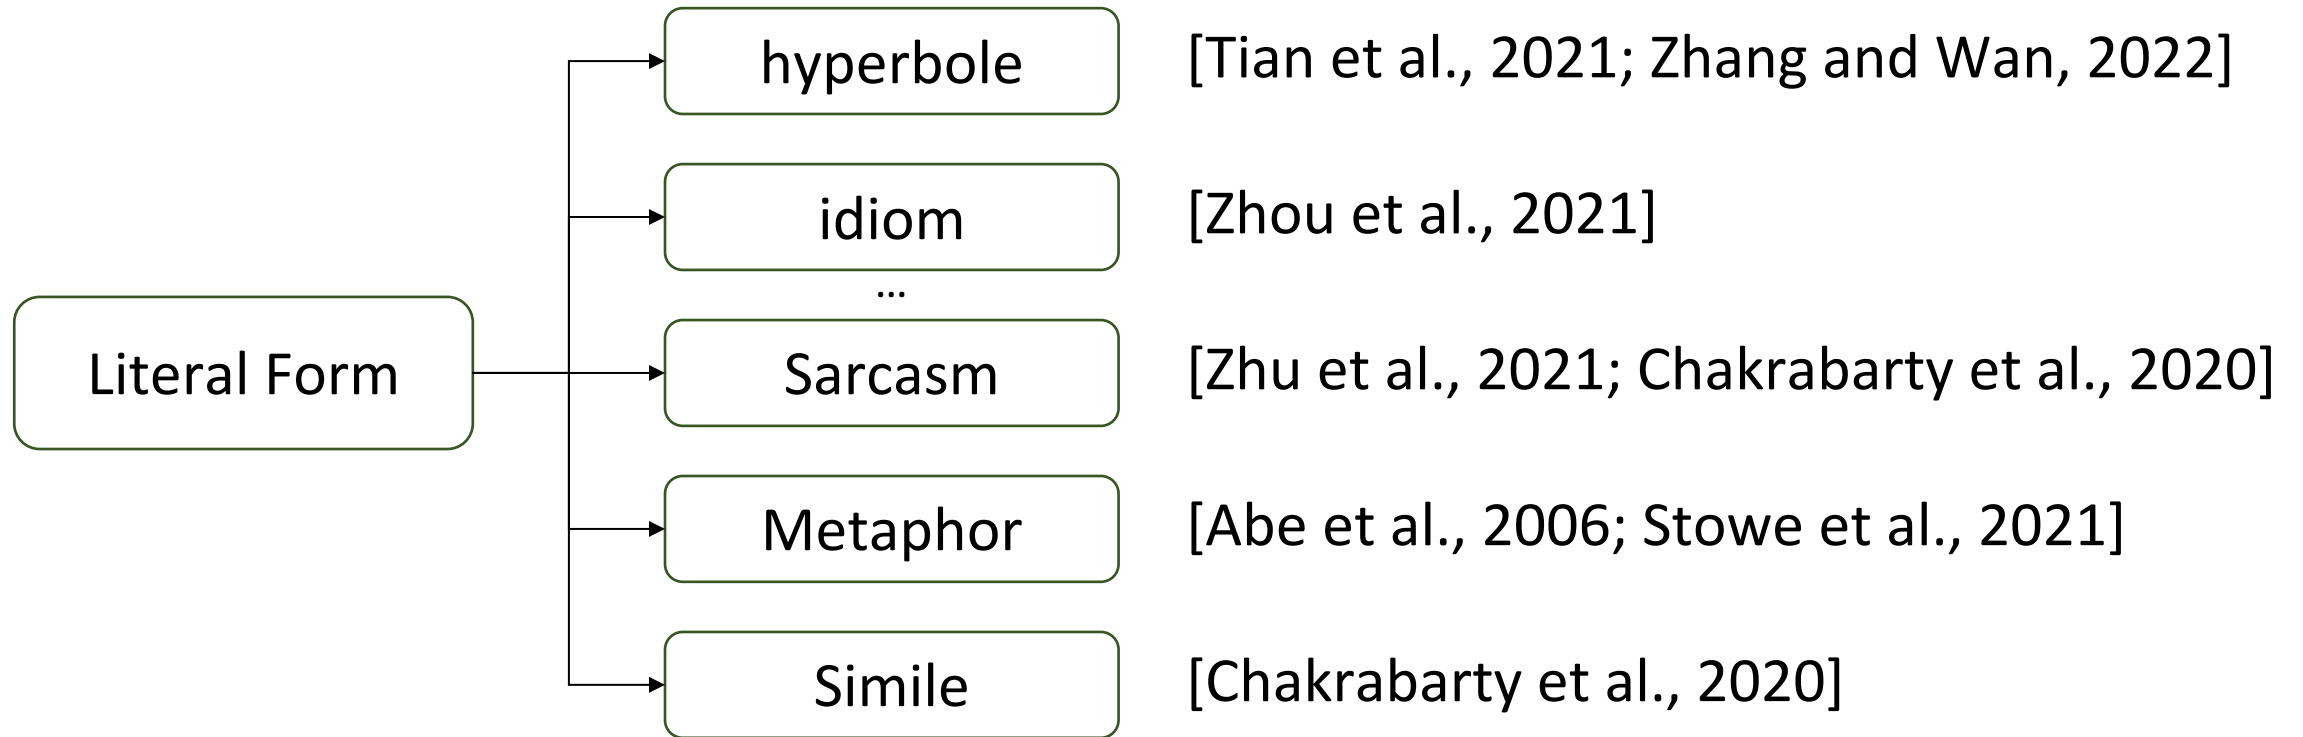 hyperbole [Tian et al., 2021; Zhang and Wan, 2022]
idiom [Zhou et al., 2021]
...
Literal Form
Sarcasm [Zhu et al., 2021; Chakrabarty et al., 2020]
Metaphor [Abe et al., 2006; Stowe et al., 2021]
Simile [Chakrabarty et al., 2020]